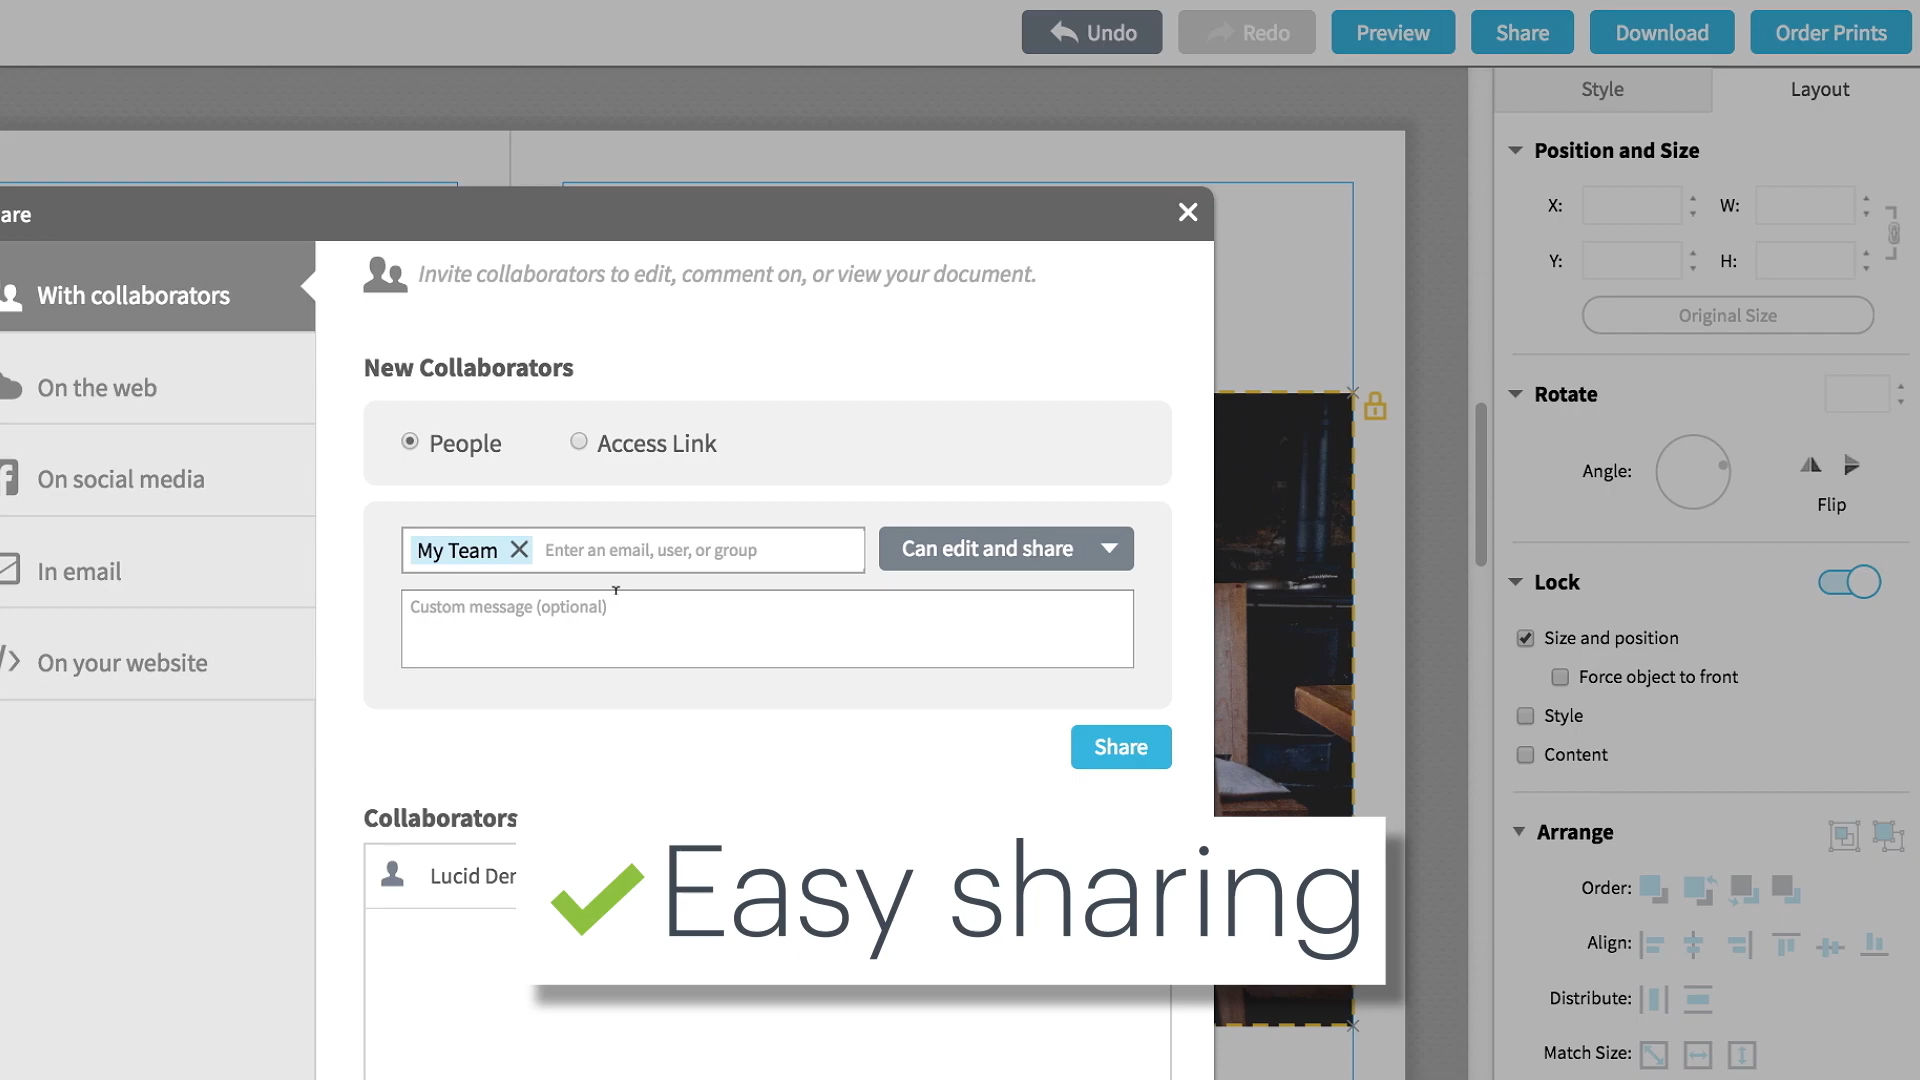 Undo
Redo
Preview
Share
Download
Order Prints
Style
Layout
Position and Size
X:
W:
Y:
H:
Original Size
Rotate
Angle:
Flip
Lock
Size and position
Force object to front
Style
Content
Arrange
Order:
Align:
Distribute:
Match Size:
are
With collaborators
On the web
On social media
In email
On your website
Invite collaborators to edit, comment on, or view your document.
New Collaborators
People
Access Link
My Team
Enter an email, user, or group
Can edit and share
Custom message (optional)
Share
Collaborators
Lucid Der
Easy sharing